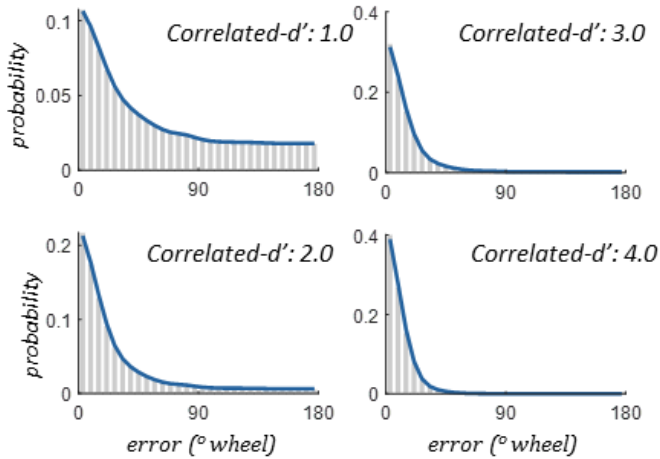 Correlated-d’: 1.0
probability
0.1
0.05
0
0 90 180
Correlated-d’: 3.0
0.4
0.2
0
0 90 180
Correlated-d’: 2.0
probability
0.2
0.1
0
0 90 180
error (° wheel)
Correlated-d’: 4.0
0.4
0.2
0
0 90 180
error (° wheel)